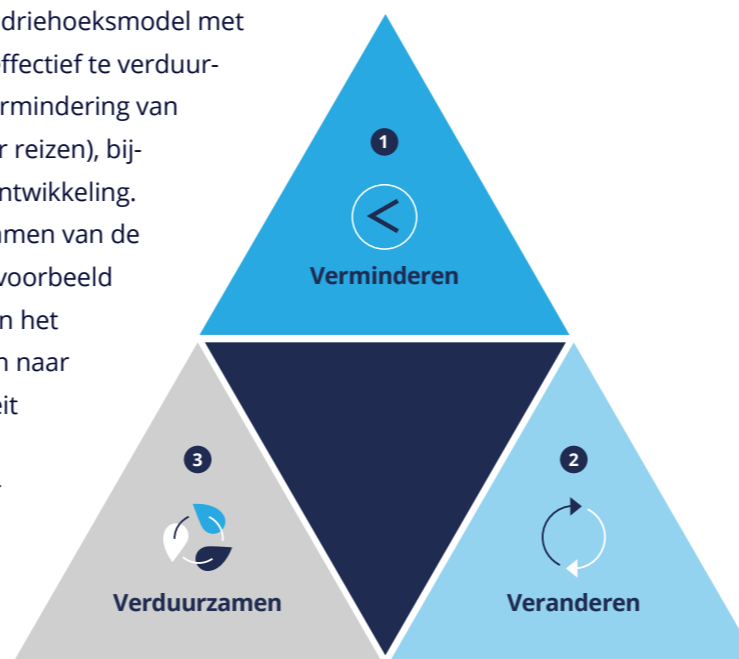 driehoeksmodel met
ffectief te verduur-
rmindering van
r reizen), bij-
ntwikkeling.
men van de
voorbeeld
n het
n naar
eit
1
<
Verminderen
3
Verduurzamen
2
Veranderen